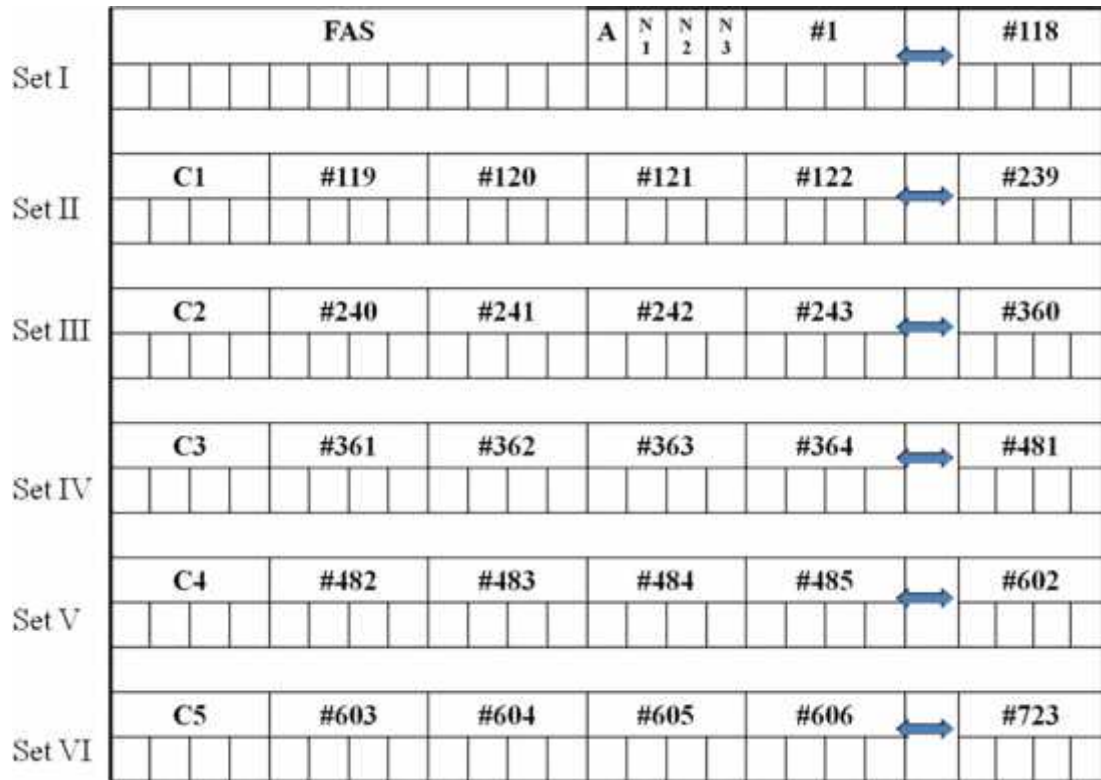 FAS A N1 N2 N3 #1 #118
Set I
C1 #119 #120 #121 #122 #239
Set II
C2 #240 #241 #242 #243 #360
Set III
C3 #361 #362 #363 #364 #481
Set IV
C4 #482 #483 #484 #485 #602
Set V
C5 #603 #604 #605 #606 #723
Set VI